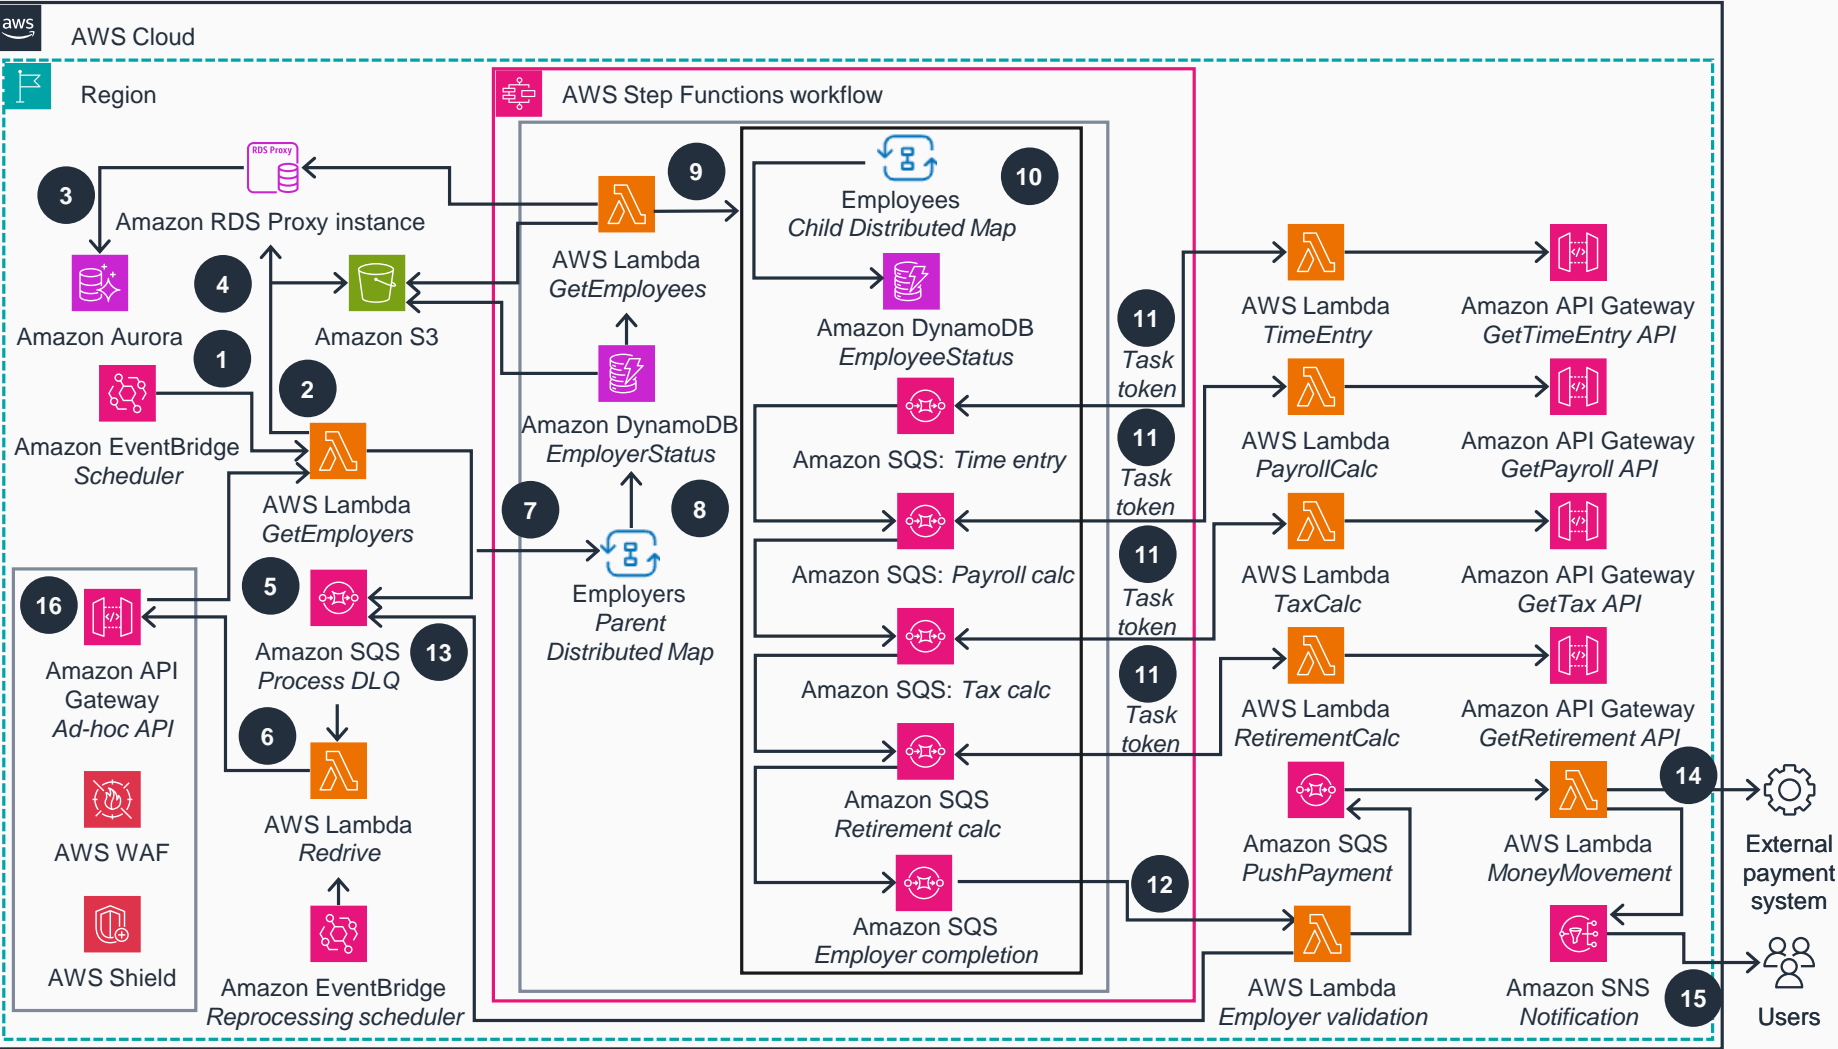 aws
AWS Cloud
Region
AWS Step Functions workflow
RDS Proxy
3
Amazon RDS Proxy instance
Amazon Aurora
4
Amazon S3
1
2
Amazon EventBridge
Scheduler
AWS Lambda
GetEmployers
16
Amazon API
Gateway
Ad-hoc API
AWS WAF
AWS Shield
5
Amazon SQS
Process DLQ
13
6
AWS Lambda
Redrive
Amazon EventBridge
Reprocessing scheduler
9
AWS Lambda
GetEmployees
Amazon DynamoDB
EmployerStatus
7
8
Employers
Parent
Distributed Map
10
Employees
Child Distributed Map
Amazon DynamoDB
EmployeeStatus
Amazon SQS: Time entry
Amazon SQS: Payroll calc
Amazon SQS: Tax calc
Amazon SQS
Retirement calc
Amazon SQS
Employer completion
11
Task
token
11
Task
token
11
Task
token
11
Task
token
12
AWS Lambda
TimeEntry
Amazon API Gateway
GetTimeEntry API
AWS Lambda
PayrollCalc
Amazon API Gateway
GetPayroll API
AWS Lambda
TaxCalc
Amazon API Gateway
GetTax API
AWS Lambda
RetirementCalc
Amazon API Gateway
GetRetirement API
Amazon SQS
PushPayment
AWS Lambda
MoneyMovement
14
External
payment
system
AWS Lambda
Employer validation
Amazon SNS
Notification
15
Users